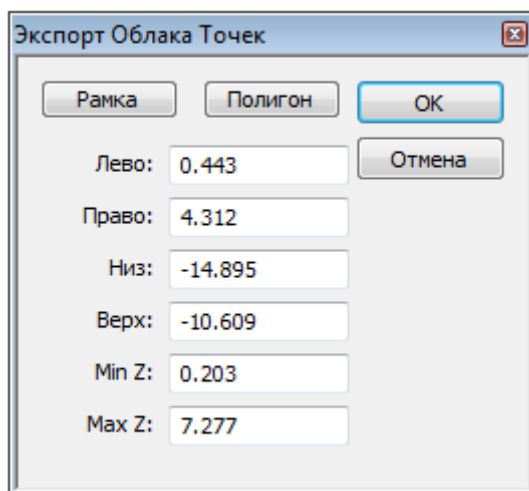 Экспорт Облака Точек
Рамка Полигон OK
Лево: 0.443 Отмена
Право: 4.312
Низ: -14.895
Верх: -10.609
Min Z: 0.203
Max Z: 7.277